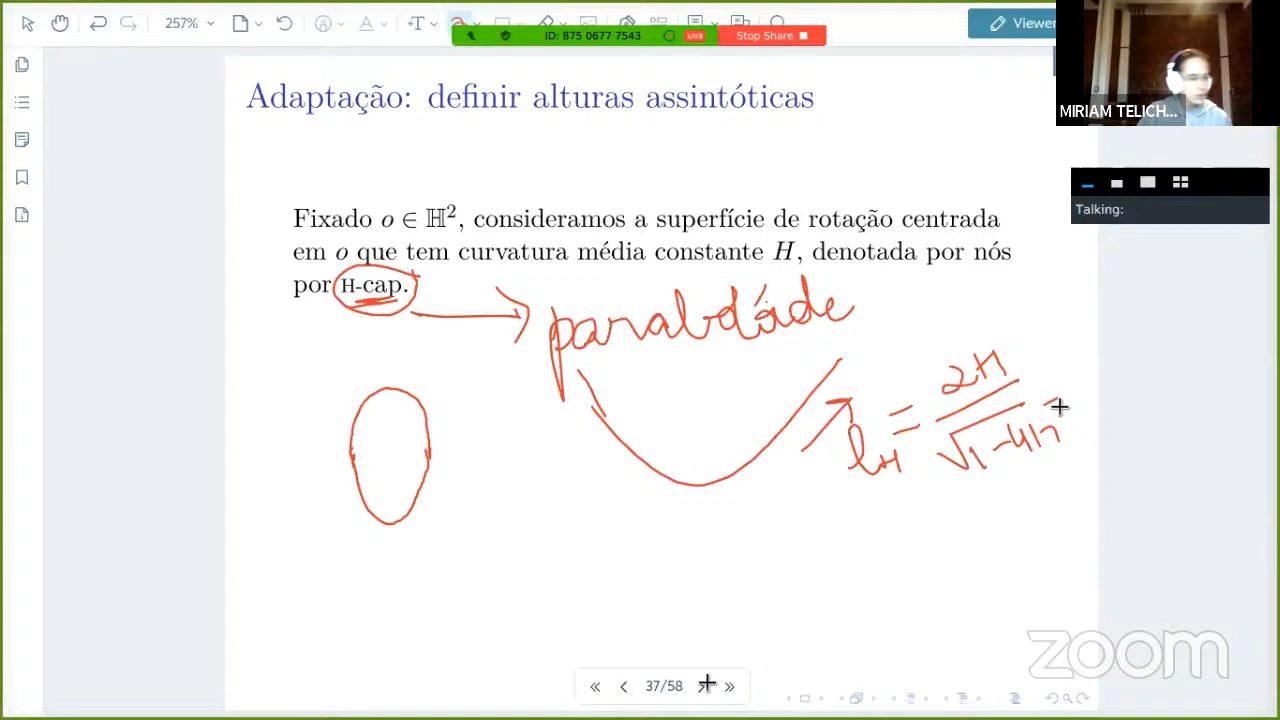 257%
ID: 875 0677 7543
LIVE
Stop Share
Viewer
MIRIAM TELICH...
Talking:
Adaptação: definir alturas assintóticas
Fixado o ∈ ℍ², consideramos a superfície de rotação centrada
em o que tem curvatura média constante H, denotada por nós
por H-cap.
parabolóide
ℓ_H = 2H / √1-4H²
37/58
zoom